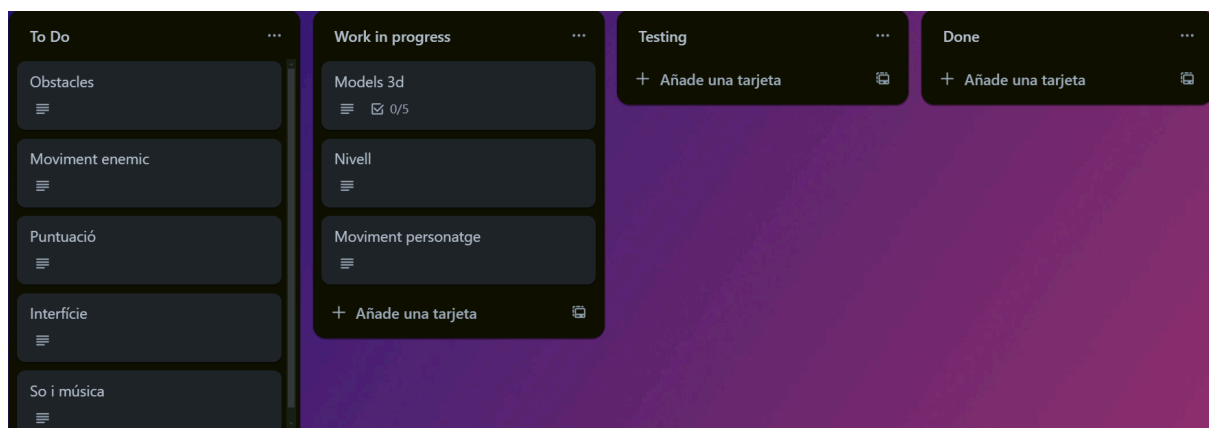 To Do
Obstacles
Moviment enemic
Puntuació
Interfície
So i música
Work in progress
Models 3d
0/5
Nivell
Moviment personatge
+ Añade una tarjeta
Testing
+ Añade una tarjeta
Done
+ Añade una tarjeta